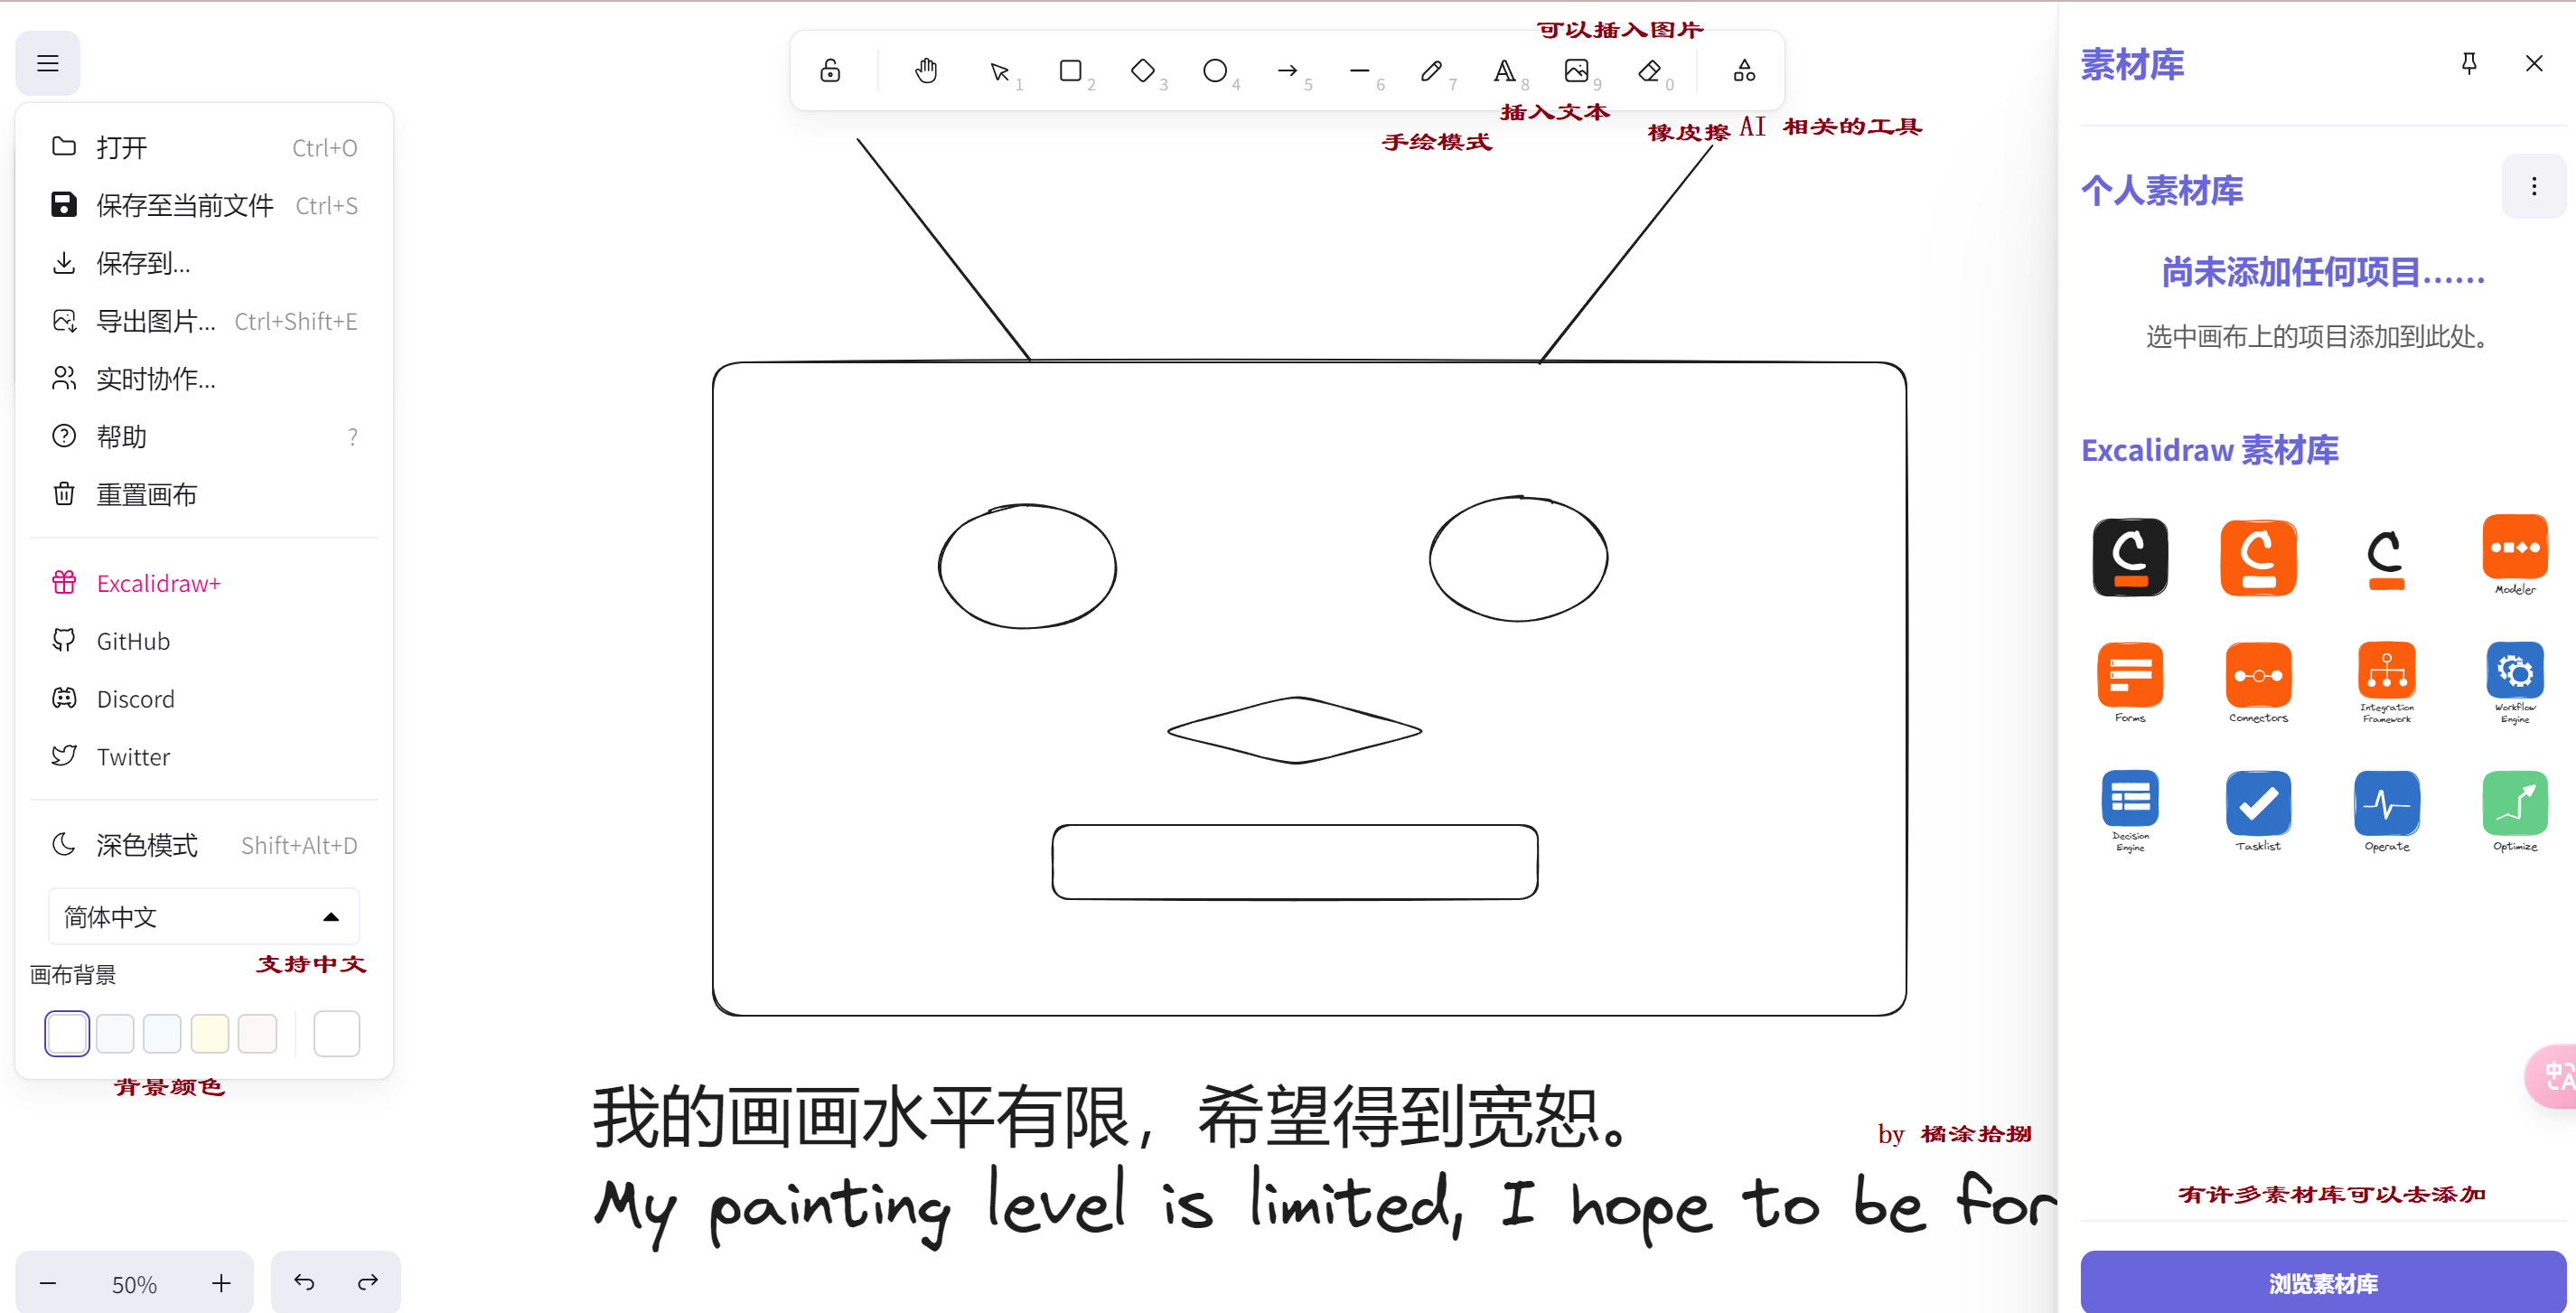 可以插入图片
1
2
3
4
5
6
7
8
9
0
插入文本
手绘模式
橡皮擦
AI 相关的工具
打开 Ctrl+O
保存至当前文件 Ctrl+S
保存到...
导出图片... Ctrl+Shift+E
实时协作...
帮助 ?
重置画布
Excalidraw+
GitHub
Discord
Twitter
深色模式 Shift+Alt+D
简体中文
支持中文
画布背景
背景颜色
50%
我的画画水平有限，希望得到宽恕。
My painting level is limited, I hope to be for
by 橘涂拾捌
素材库
个人素材库
尚未添加任何项目……
选中画布上的项目添加到此处。
Excalidraw 素材库
Modeler
Forms
Connectors
Integration
Framework
Workflow
Engine
Decision
Engine
Tasklist
Operate
Optimize
中A
有许多素材库可以去添加
浏览素材库